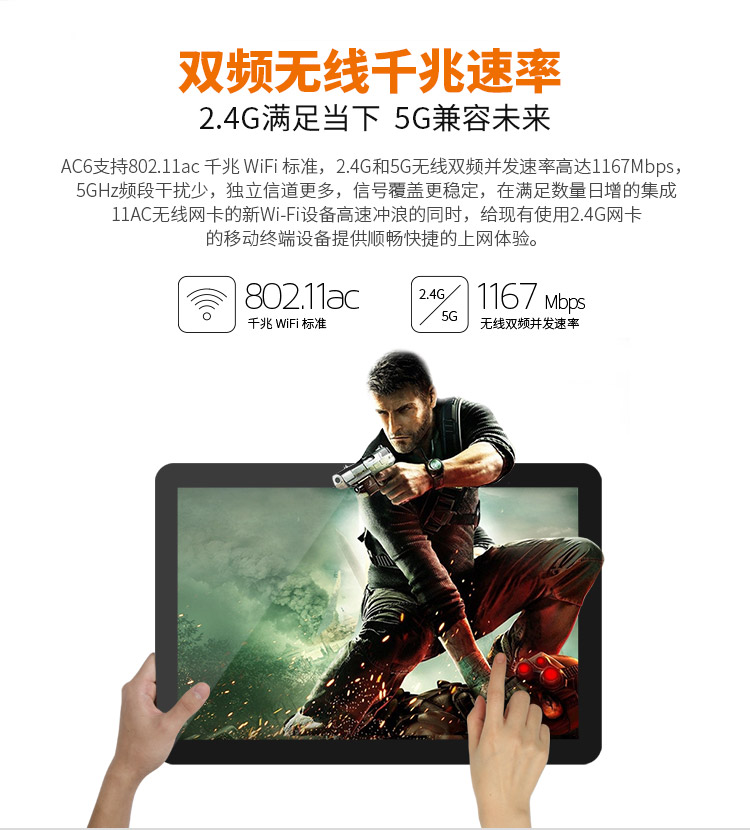 双频无线千兆速率
2.4G满足当下 5G兼容未来
AC6支持802.11ac 千兆 WiFi 标准，2.4G和5G无线双频并发速率高达1167Mbps，
5GHz频段干扰少，独立信道更多，信号覆盖更稳定，在满足数量日增的集成
11AC无线网卡的新Wi-Fi设备高速冲浪的同时，给现有使用2.4G网卡
的移动终端设备提供顺畅快捷的上网体验。
802.11ac
千兆 WiFi 标准
2.4G/5G
1167 Mbps
无线双频并发速率